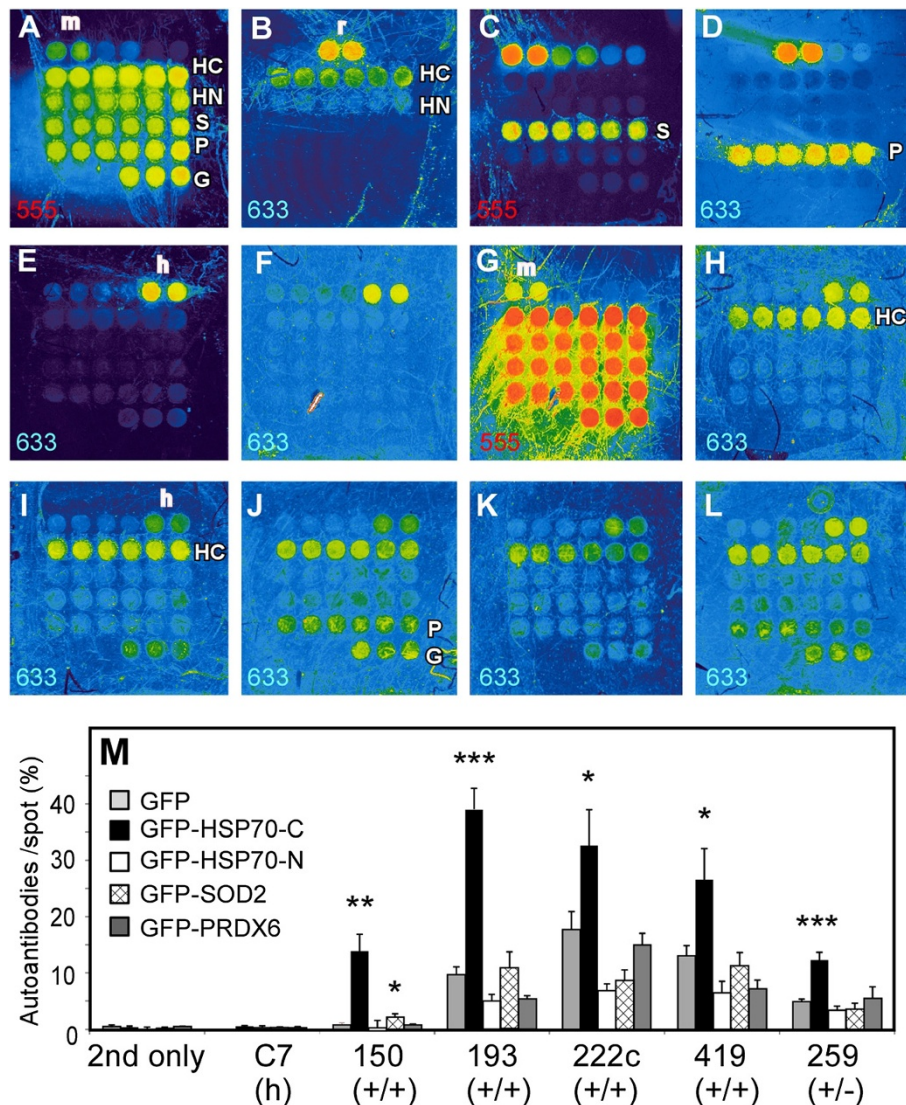 A m HC HN S P G 555
B r HC HN 633
C S 555
D P 633
E h 633
F 633
G m 555
H HC 633
I h HC 633
J P G 633
K 633
L 633
M
Autoantibodies /spot (%)
40
30
20
10
0
GFP
GFP-HSP70-C
GFP-HSP70-N
GFP-SOD2
GFP-PRDX6
** * *** * * ***
2nd only C7 150 193 222c 419 259
(h) (+/+) (+/+) (+/+) (+/+) (+/-)